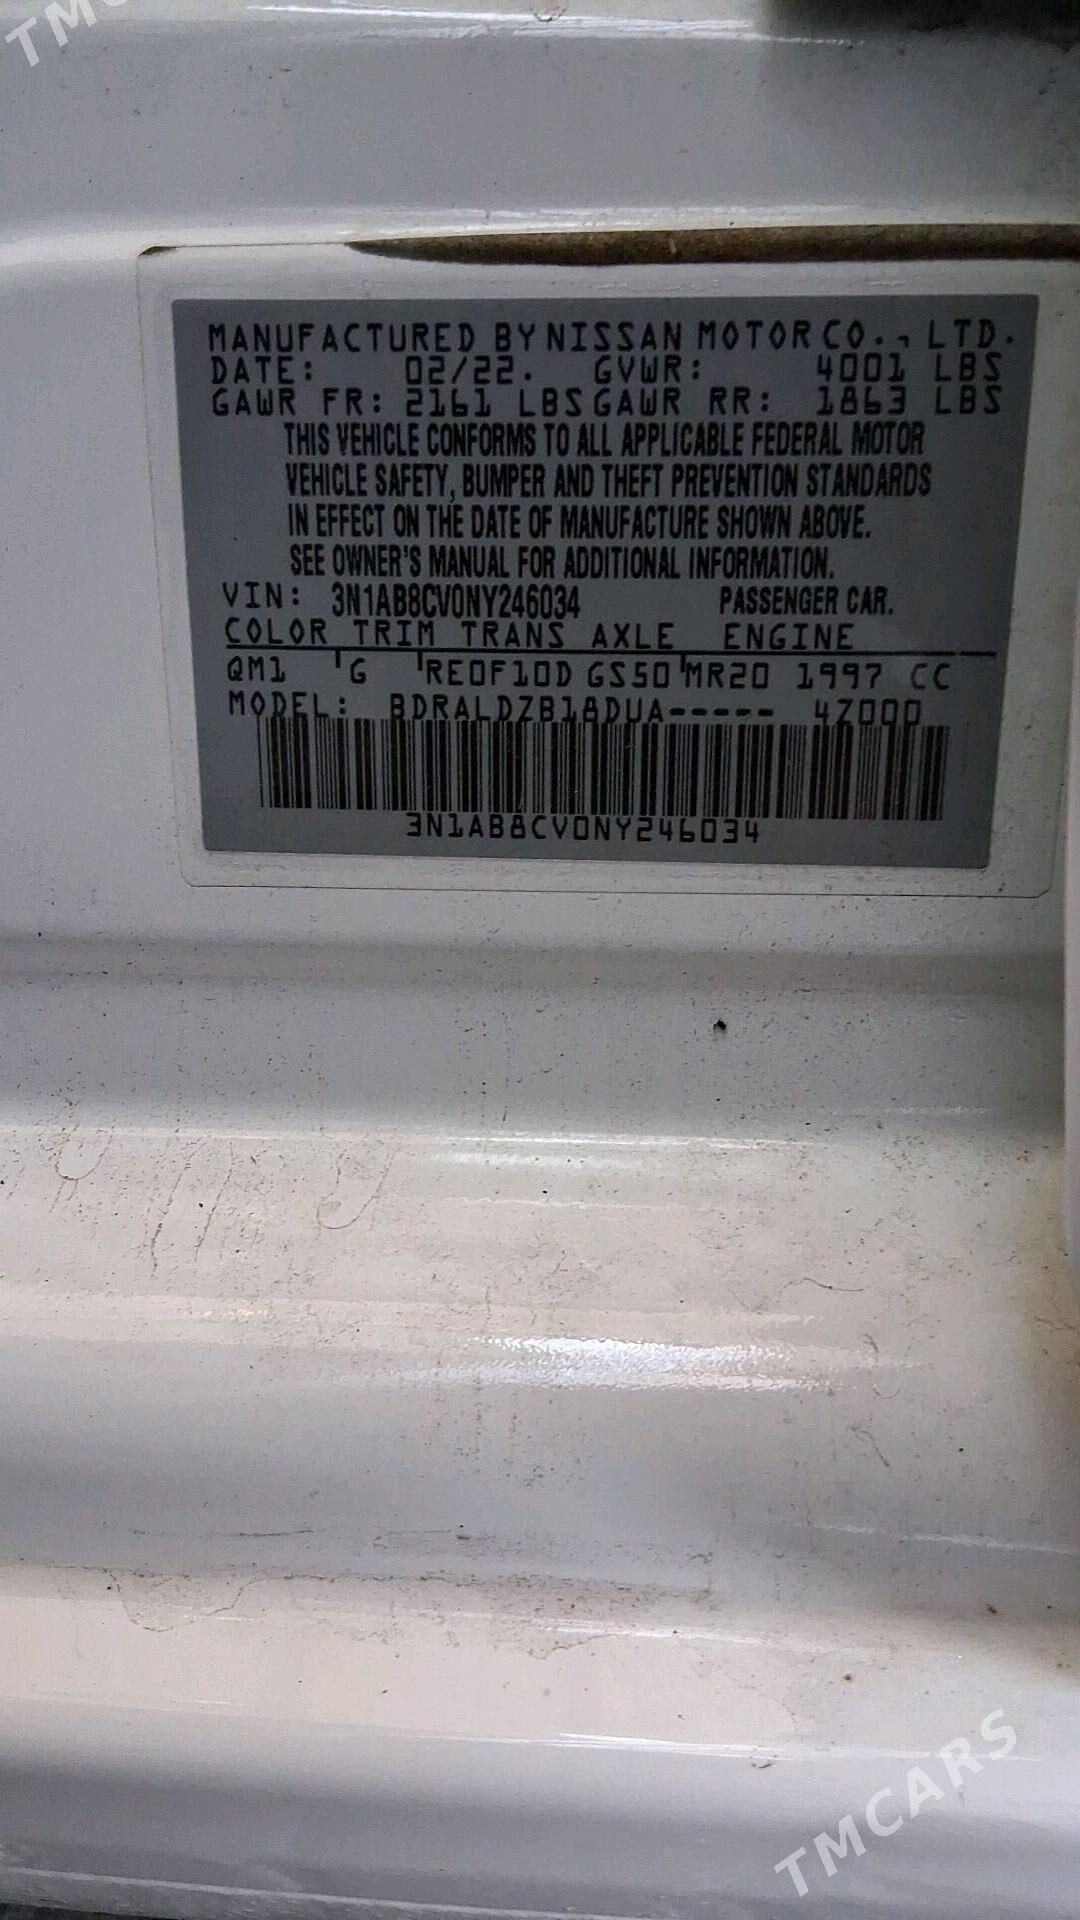 TMC
MANUFACTURED BY NISSAN MOTOR CO., LTD.
DATE: 02/22. GVWR: 4001 LBS
GAWR FR: 2161 LBS GAWR RR: 1863 LBS
THIS VEHICLE CONFORMS TO ALL APPLICABLE FEDERAL MOTOR
VEHICLE SAFETY, BUMPER AND THEFT PREVENTION STANDARDS
IN EFFECT ON THE DATE OF MANUFACTURE SHOWN ABOVE.
SEE OWNER'S MANUAL FOR ADDITIONAL INFORMATION.
VIN: 3N1AB8CV0NY246034 PASSENGER CAR.
COLOR TRIM TRANS AXLE ENGINE
QM1 G RE0F10D GS50 MR20 1997 CC
MODEL: BDRALDZB18DUA----- 4Z000
3N1AB8CV0NY246034
TMCARS